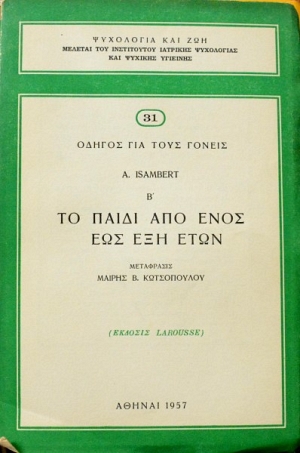 ΨΥΧΟΛΟΓΙΑ ΚΑΙ ΖΩΗ
ΜΕΛΕΤΑΙ ΤΟΥ ΙΝΣΤΙΤΟΥΤΟΥ ΙΑΤΡΙΚΗΣ ΨΥΧΟΛΟΓΙΑΣ
ΚΑΙ ΨΥΧΙΚΗΣ ΥΓΙΕΙΝΗΣ
31
ΟΔΗΓΟΣ ΓΙΑ ΤΟΥΣ ΓΟΝΕΙΣ
A. ISAMBERT
Β΄
ΤΟ ΠΑΙΔΙ ΑΠΟ ΕΝΟΣ
ΕΩΣ ΕΞΗ ΕΤΩΝ
ΜΕΤΑΦΡΑΣΙΣ
ΜΑΙΡΗΣ Β. ΚΩΤΣΟΠΟΥΛΟΥ
(ΕΚΔΟΣΙΣ LAROUSSE)
ΑΘΗΝΑΙ 1957